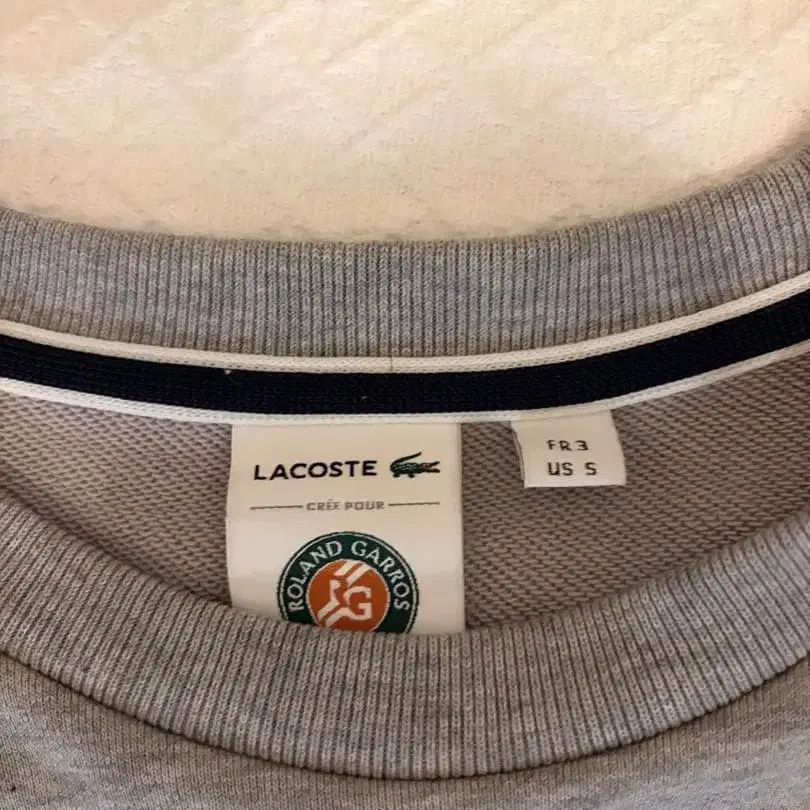 LACOSTE
CRÉE POUR
ROLAND GARROS
RG
FR 3
US S